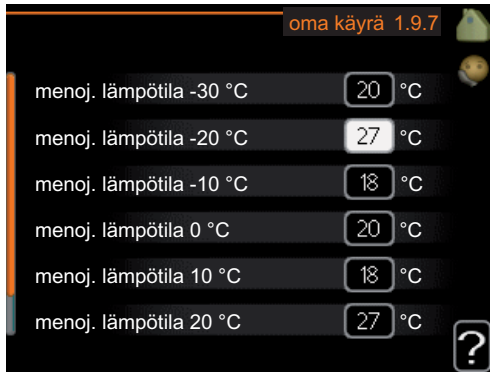 oma käyrä 1.9.7
menoj. lämpötila -30 °C 20 °C
menoj. lämpötila -20 °C 27 °C
menoj. lämpötila -10 °C 18 °C
menoj. lämpötila 0 °C 20 °C
menoj. lämpötila 10 °C 18 °C
menoj. lämpötila 20 °C 27 °C
?